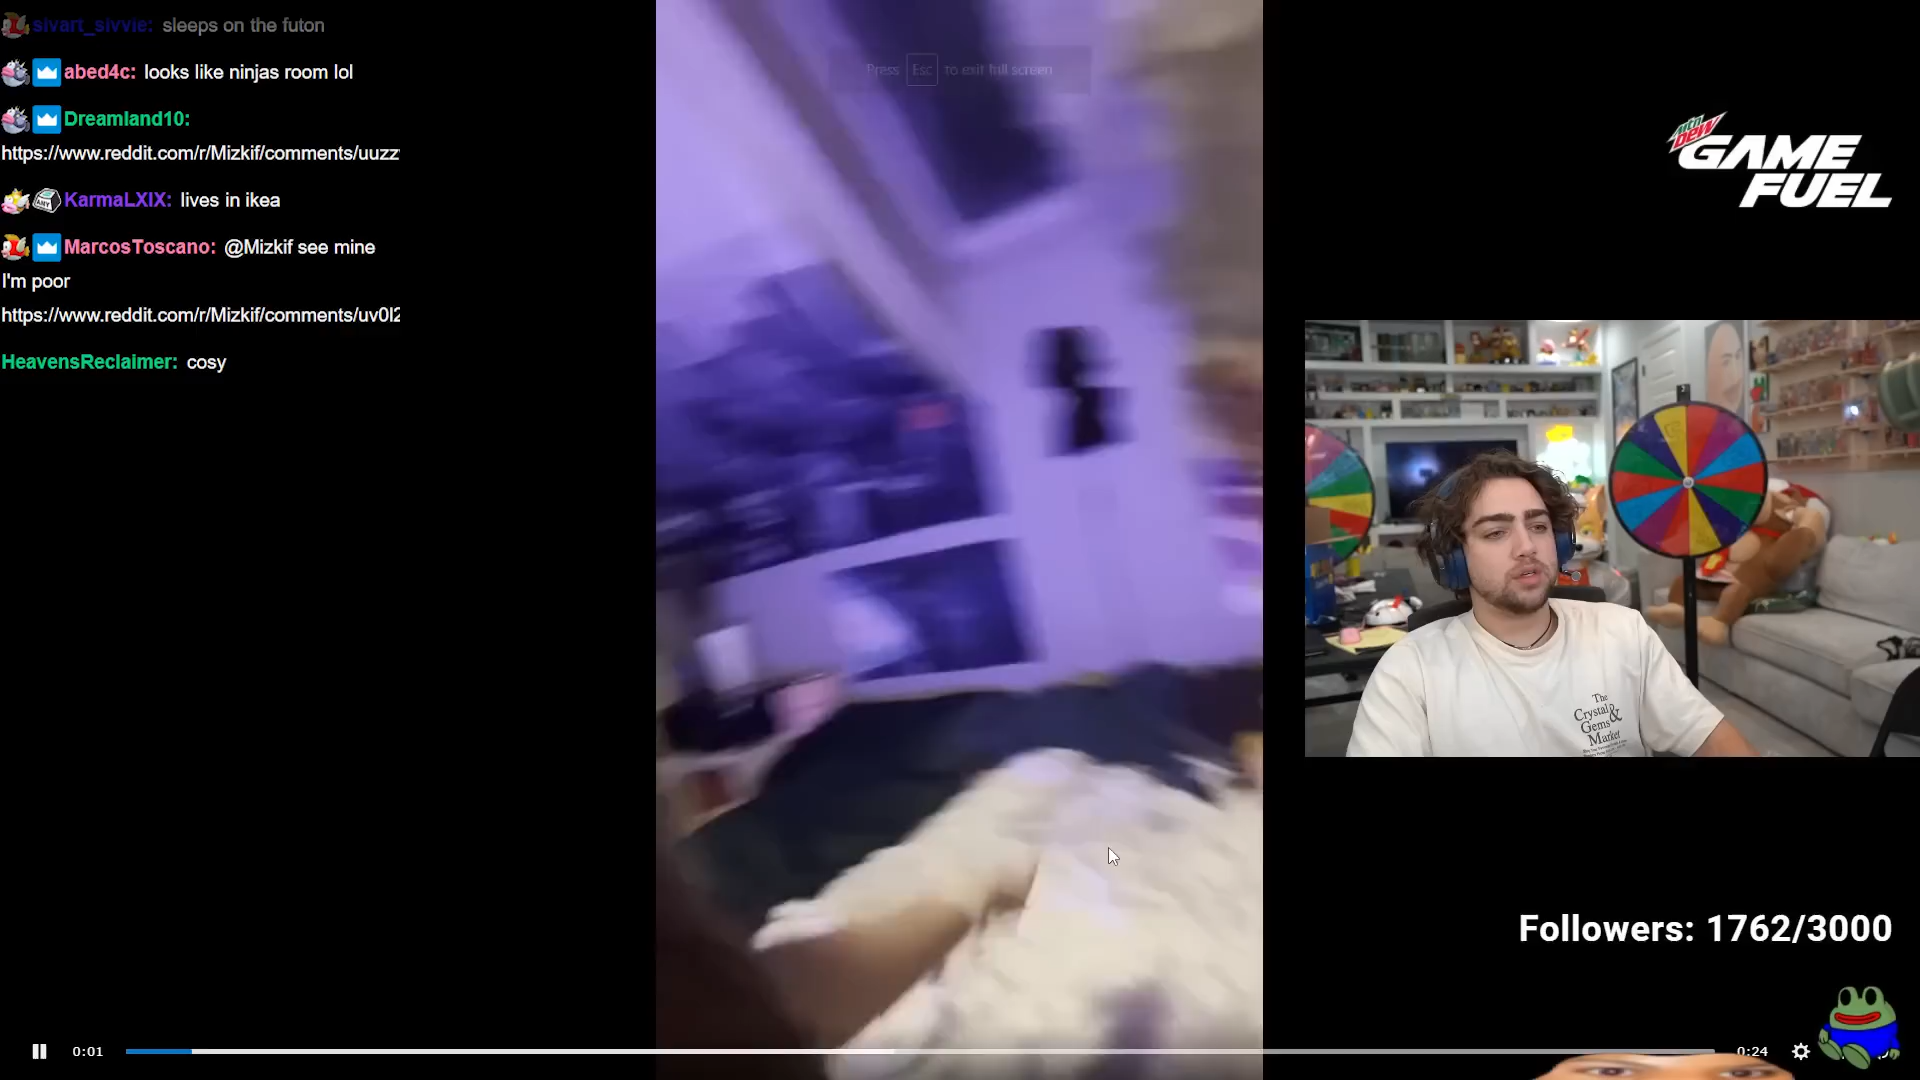 sivart_sivvie: sleeps on the futon
abed4c: looks like ninjas room lol
Dreamland10:
https://www.reddit.com/r/Mizkif/comments/uuzz
KarmaLXIX: lives in ikea
MarcosToscano: @Mizkif see mine
I'm poor
https://www.reddit.com/r/Mizkif/comments/uv0l2
HeavensReclaimer: cosy
Press Esc to exit full screen
mtn DEW
GAME
FUEL
The
Crystal &
Gems
Market
Followers: 1762/3000
0:01
0:24